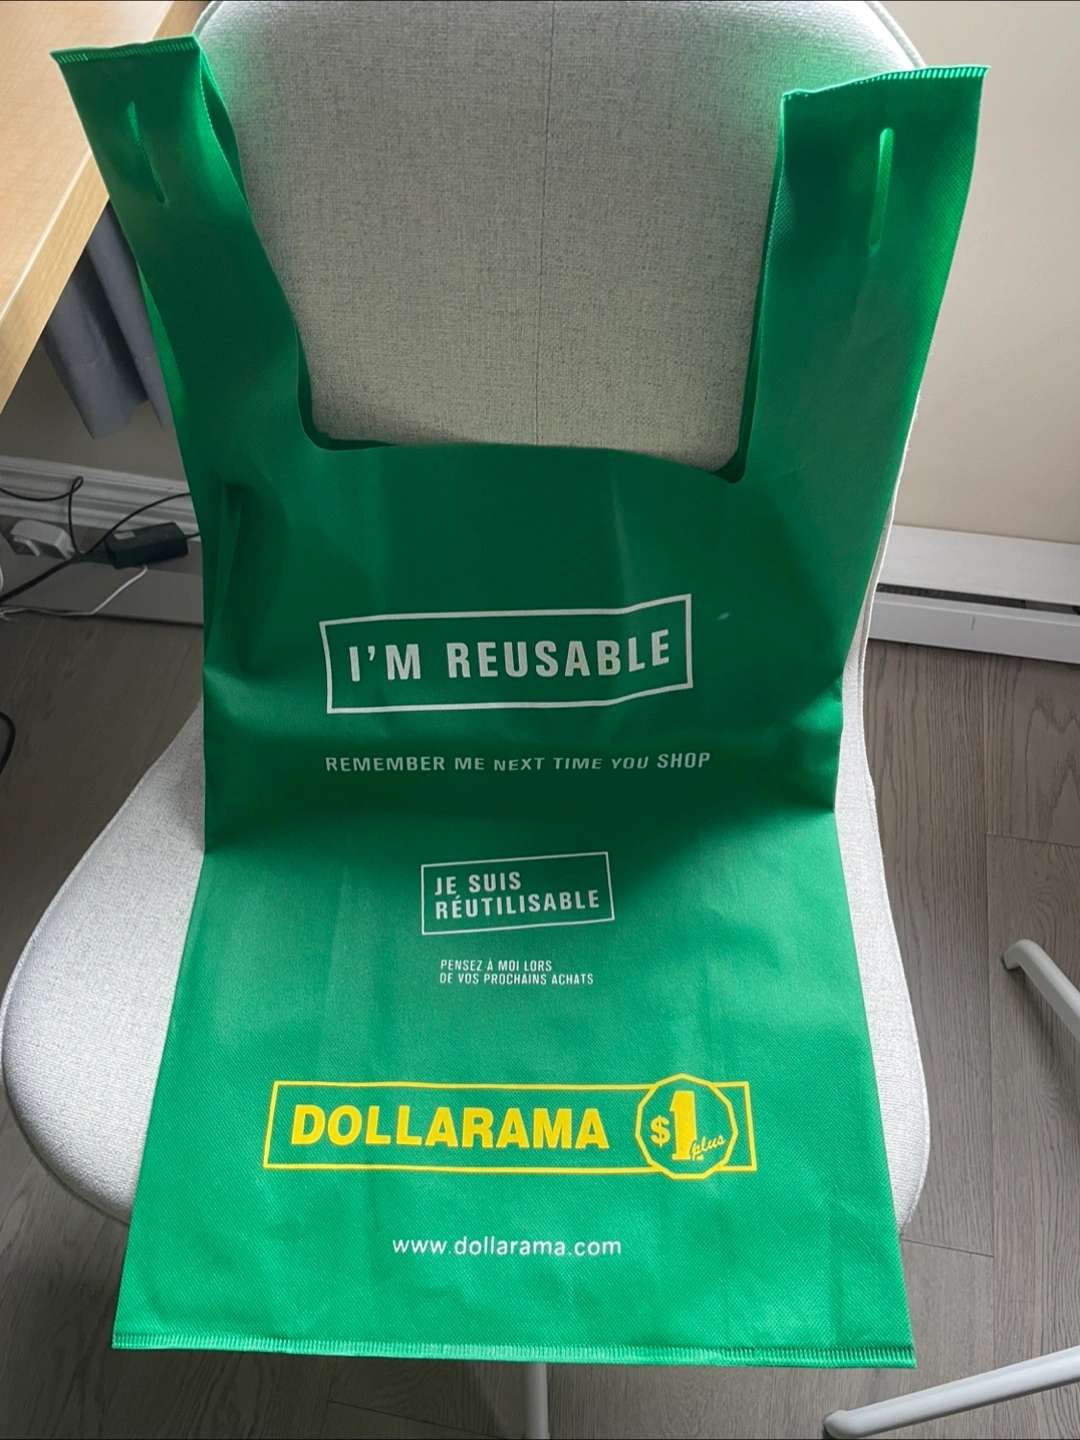 I'M REUSABLE
REMEMBER ME NEXT TIME YOU SHOP
JE SUIS
RÉUTILISABLE
PENSEZ À MOI LORS
DE VOS PROCHAINS ACHATS
DOLLARAMA $1 plus
www.dollarama.com